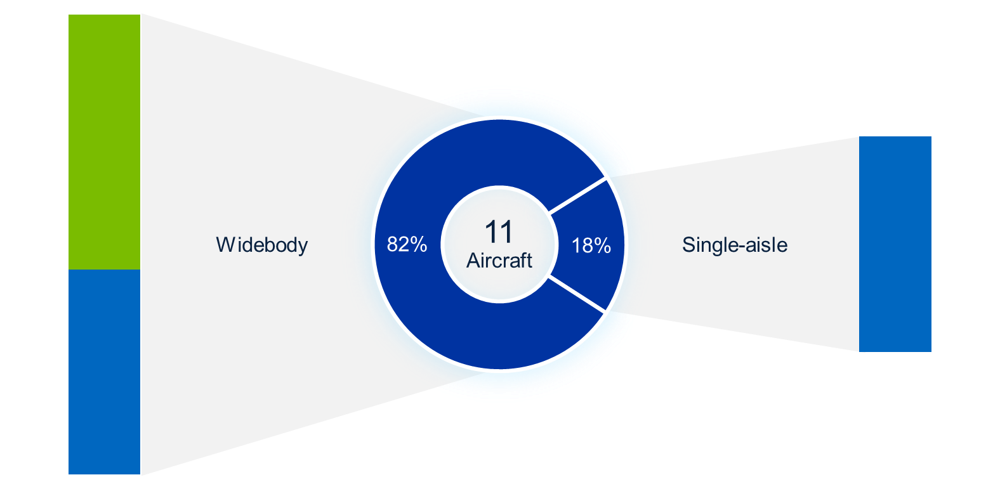 Widebody
82%
11
Aircraft
18%
Single-aisle